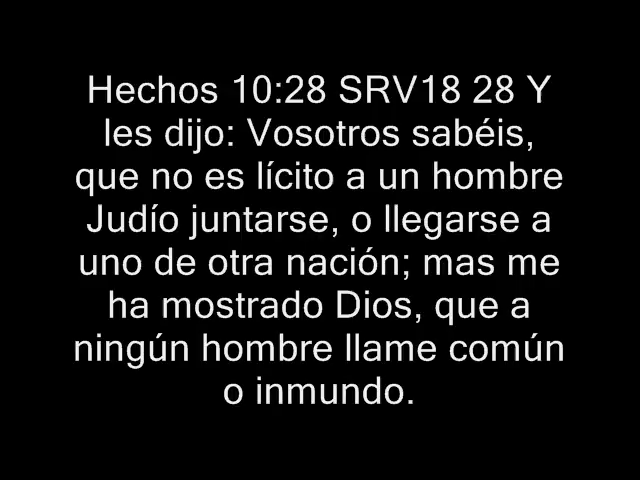 Hechos 10:28 SRV18 28 Y
les dijo: Vosotros sabéis,
que no es lícito a un hombre
Judío juntarse, o llegarse a
uno de otra nación; mas me
ha mostrado Dios, que a
ningún hombre llame común
o inmundo.